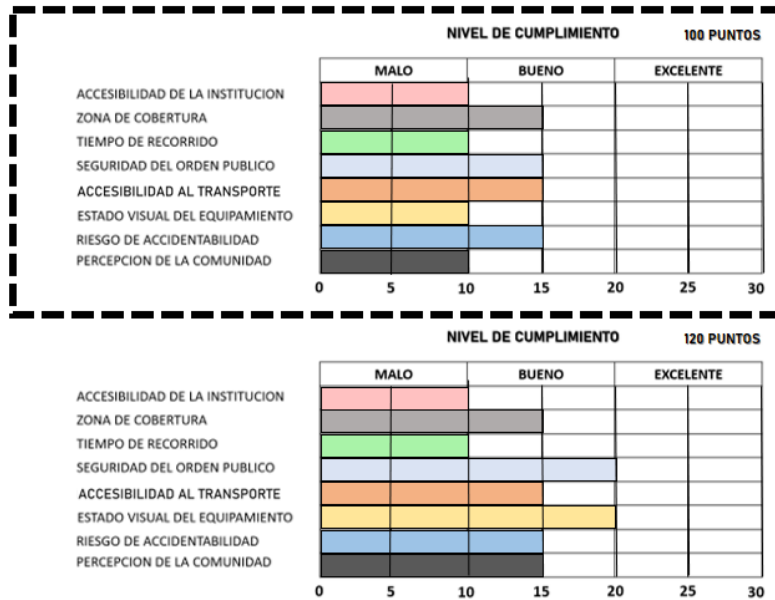 NIVEL DE CUMPLIMIENTO 100 PUNTOS
MALO BUENO EXCELENTE
ACCESIBILIDAD DE LA INSTITUCION
ZONA DE COBERTURA
TIEMPO DE RECORRIDO
SEGURIDAD DEL ORDEN PUBLICO
ACCESIBILIDAD AL TRANSPORTE
ESTADO VISUAL DEL EQUIPAMIENTO
RIESGO DE ACCIDENTABILIDAD
PERCEPCION DE LA COMUNIDAD
0 5 10 15 20 25 30
NIVEL DE CUMPLIMIENTO 120 PUNTOS
MALO BUENO EXCELENTE
ACCESIBILIDAD DE LA INSTITUCION
ZONA DE COBERTURA
TIEMPO DE RECORRIDO
SEGURIDAD DEL ORDEN PUBLICO
ACCESIBILIDAD AL TRANSPORTE
ESTADO VISUAL DEL EQUIPAMIENTO
RIESGO DE ACCIDENTABILIDAD
PERCEPCION DE LA COMUNIDAD
0 5 10 15 20 25 30